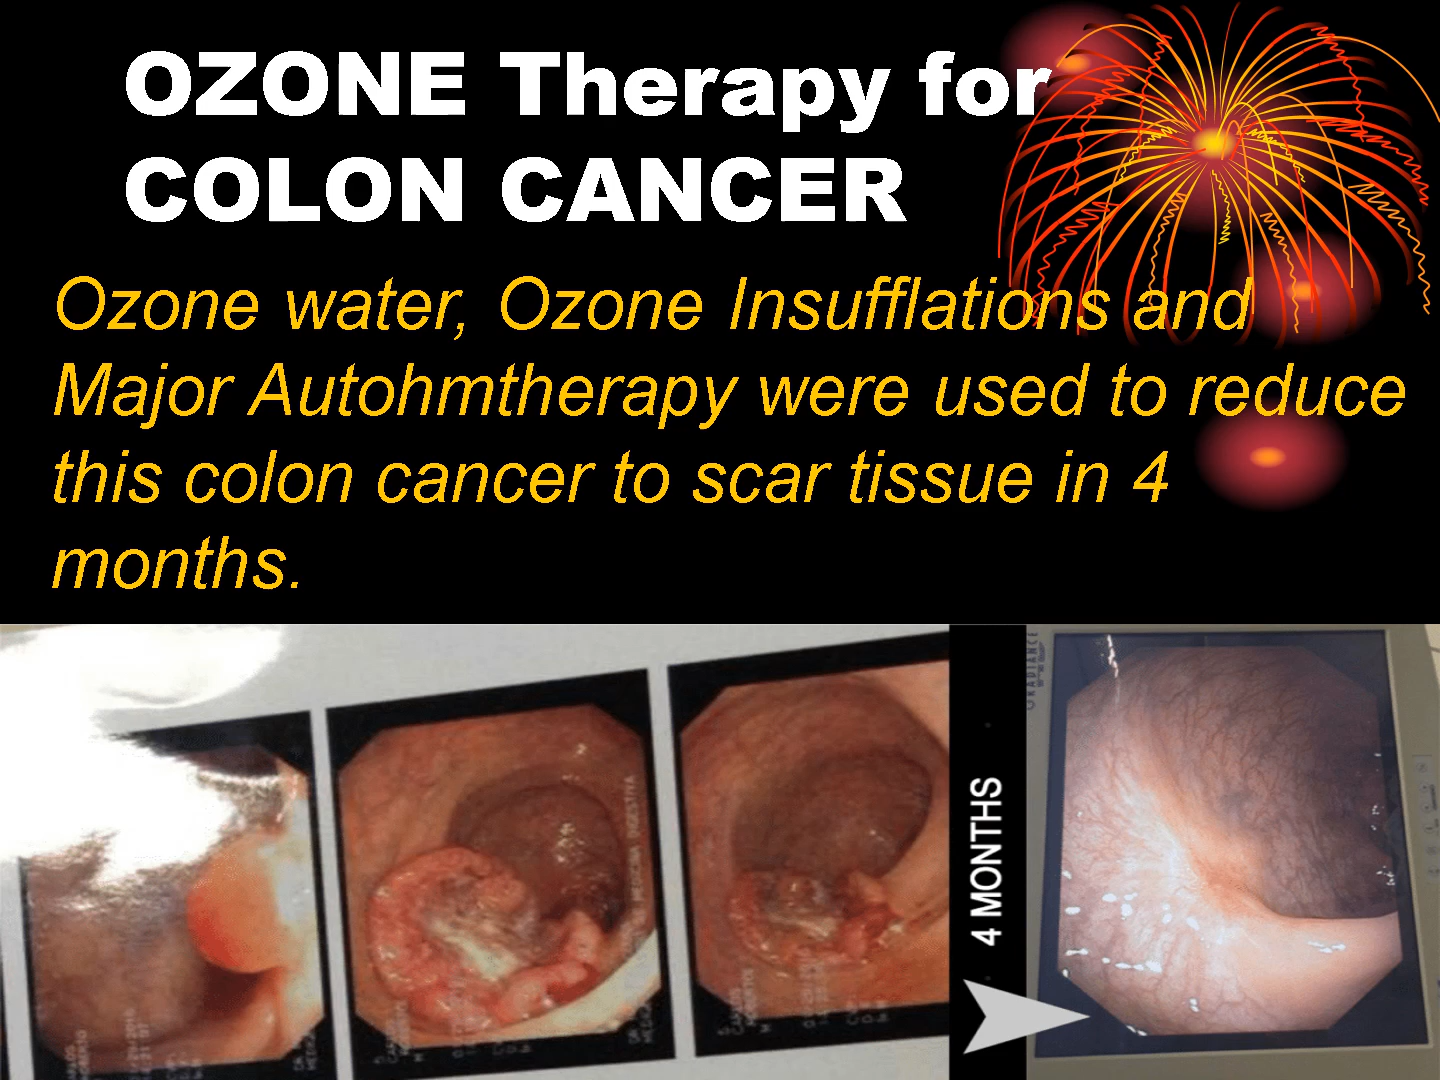 OZONE Therapy for
COLON CANCER
Ozone water, Ozone Insufflations and
Major Autohmtherapy were used to reduce
this colon cancer to scar tissue in 4
months.
4 MONTHS
RADIANCE